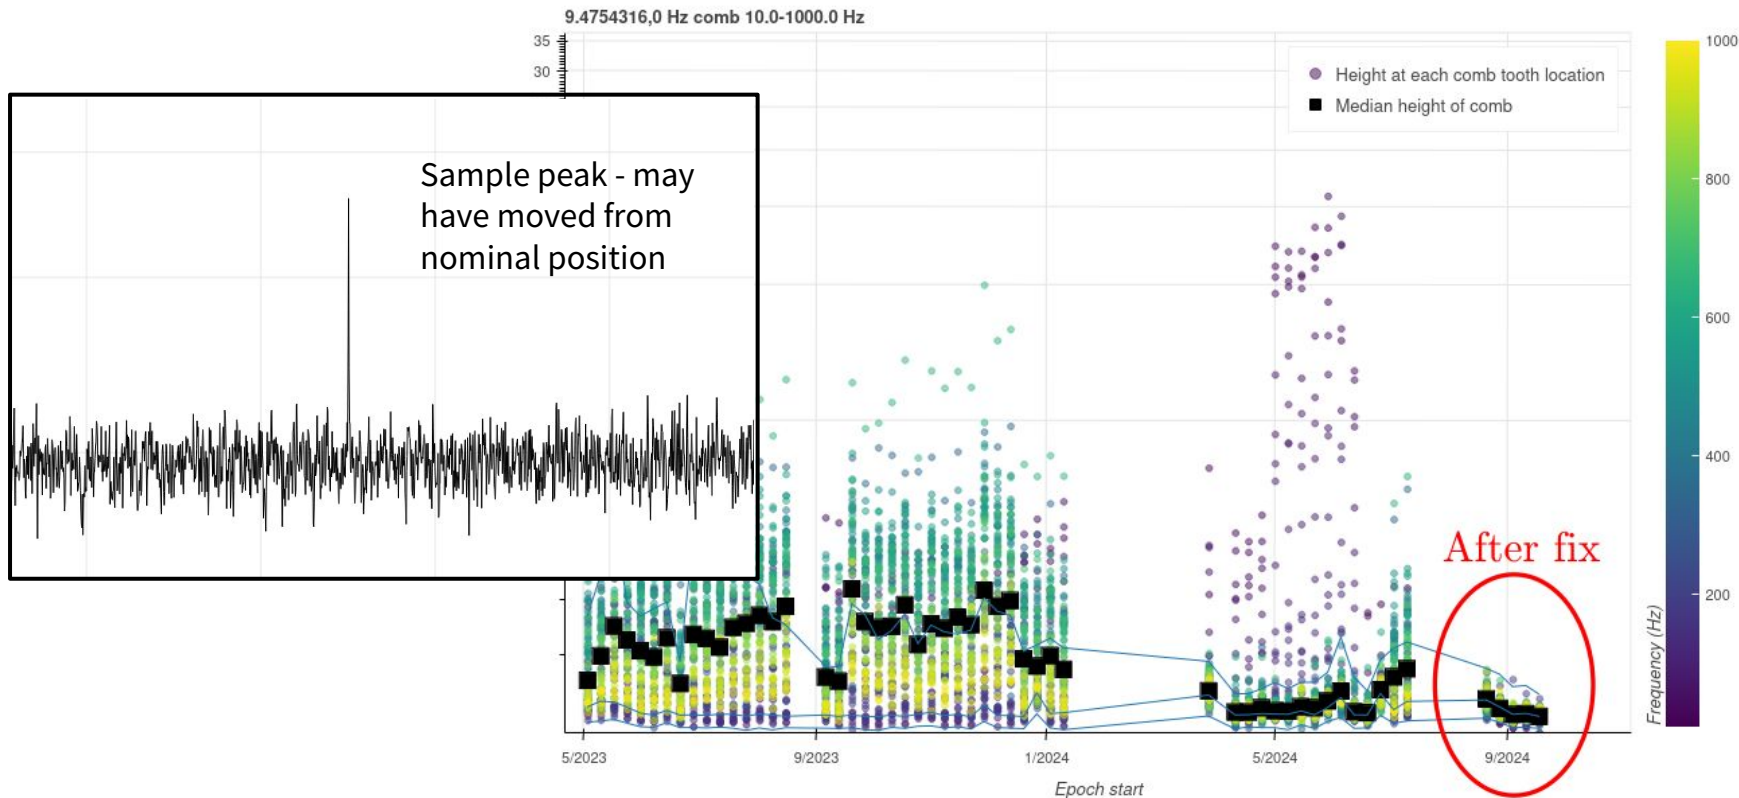 9.4754316,0 Hz comb 10.0-1000.0 Hz
35
30
Height at each comb tooth location
Median height of comb
Sample peak - may
have moved from
nominal position
After fix
1000
800
600
400
200
Frequency (Hz)
5/2023
9/2023
1/2024
5/2024
9/2024
Epoch start